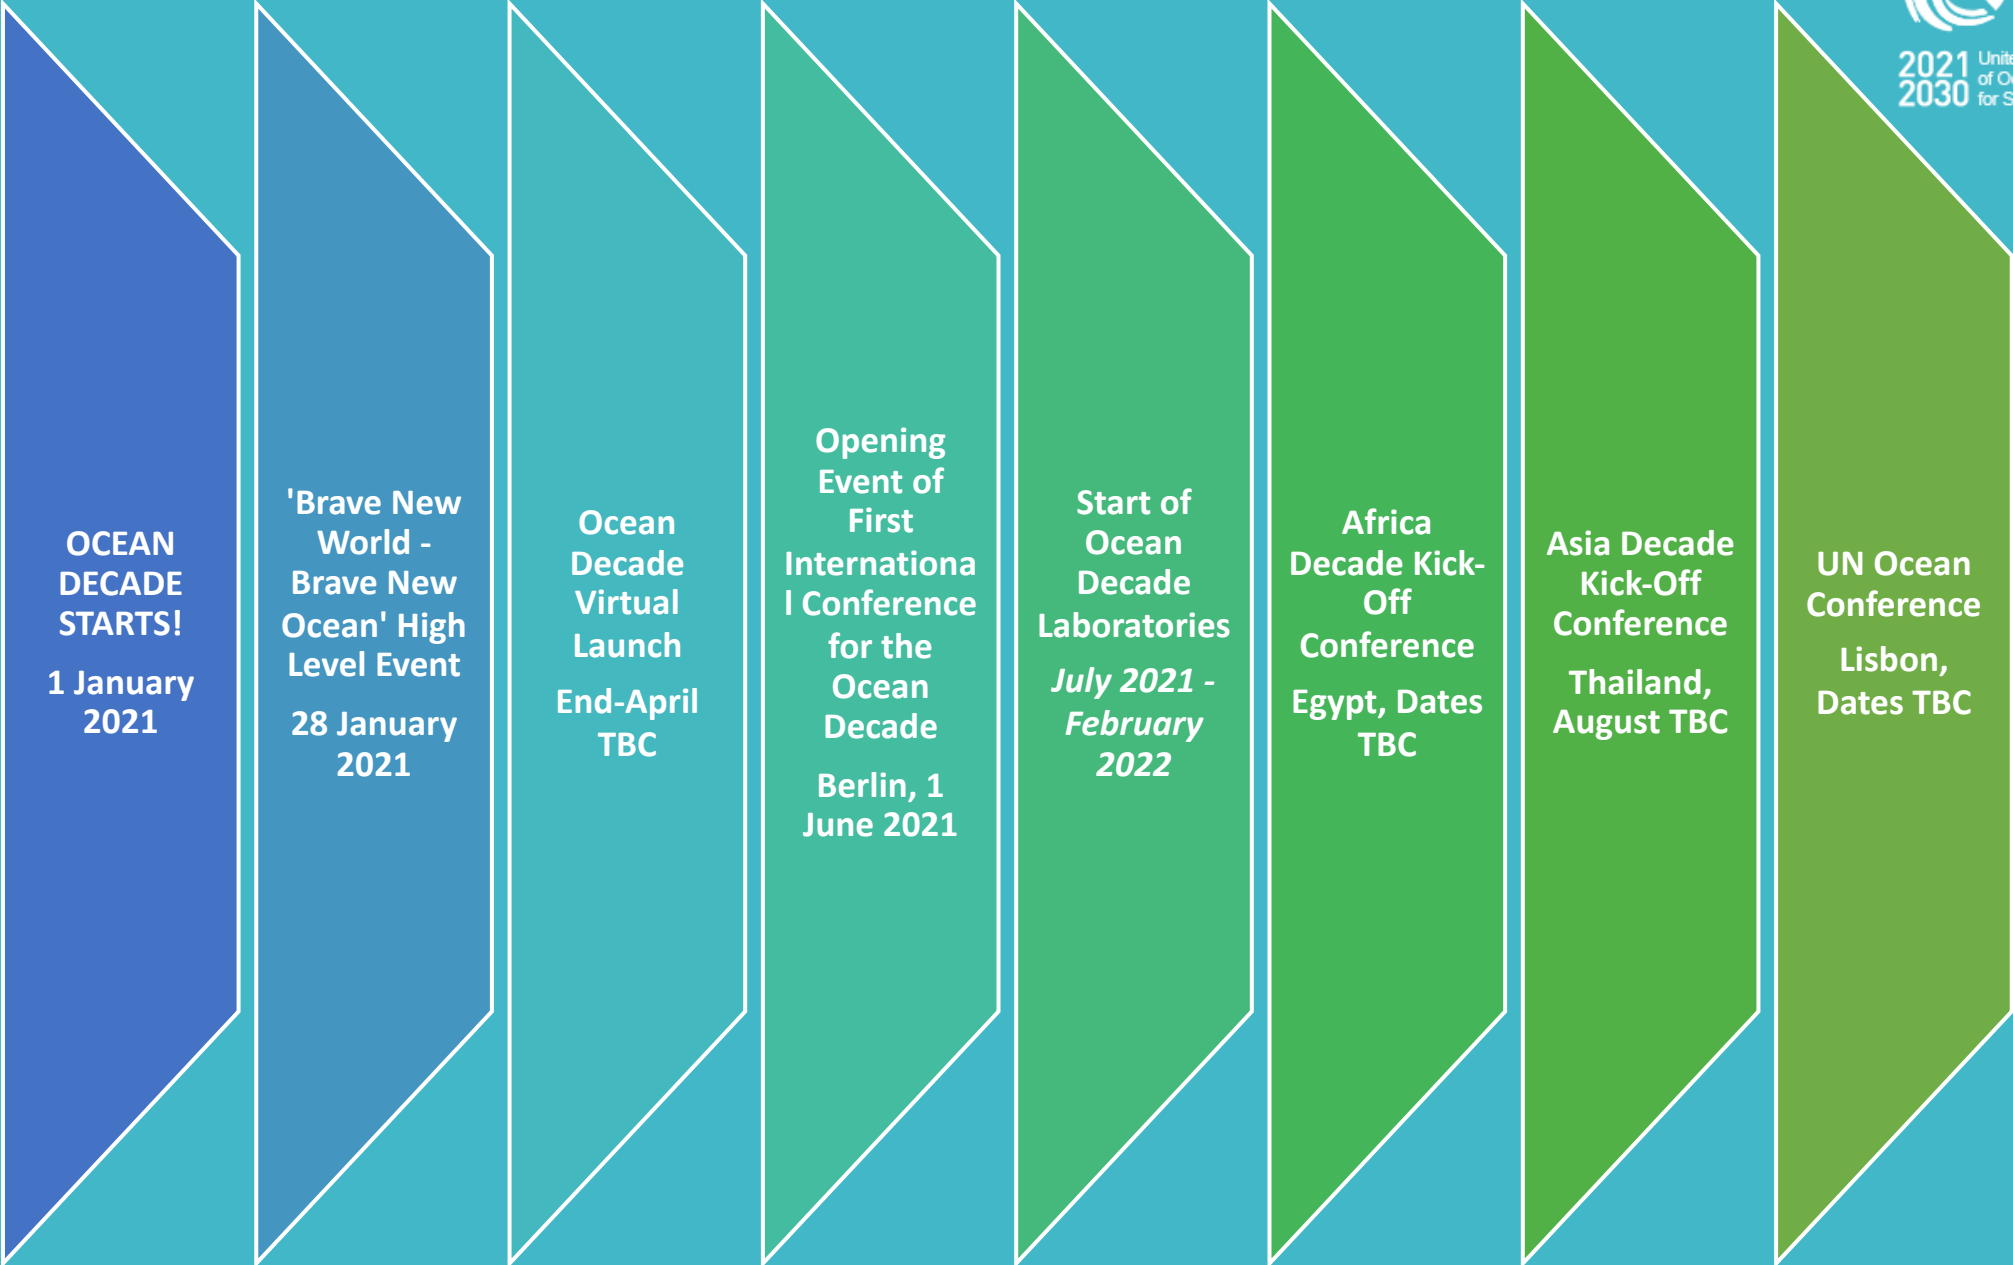 OCEAN
DECADE
STARTS!
1 January
2021
'Brave New
World -
Brave New
Ocean' High
Level Event
28 January
2021
Ocean
Decade
Virtual
Launch
End-April
TBC
Opening
Event of
First
Internationa
l Conference
for the
Ocean
Decade
Berlin, 1
June 2021
Start of
Ocean
Decade
Laboratories
July 2021 -
February
2022
Africa
Decade Kick-
Off
Conference
Egypt, Dates
TBC
Asia Decade
Kick-Off
Conference
Thailand,
August TBC
UN Ocean
Conference
Lisbon,
Dates TBC
2021
2030
of
for